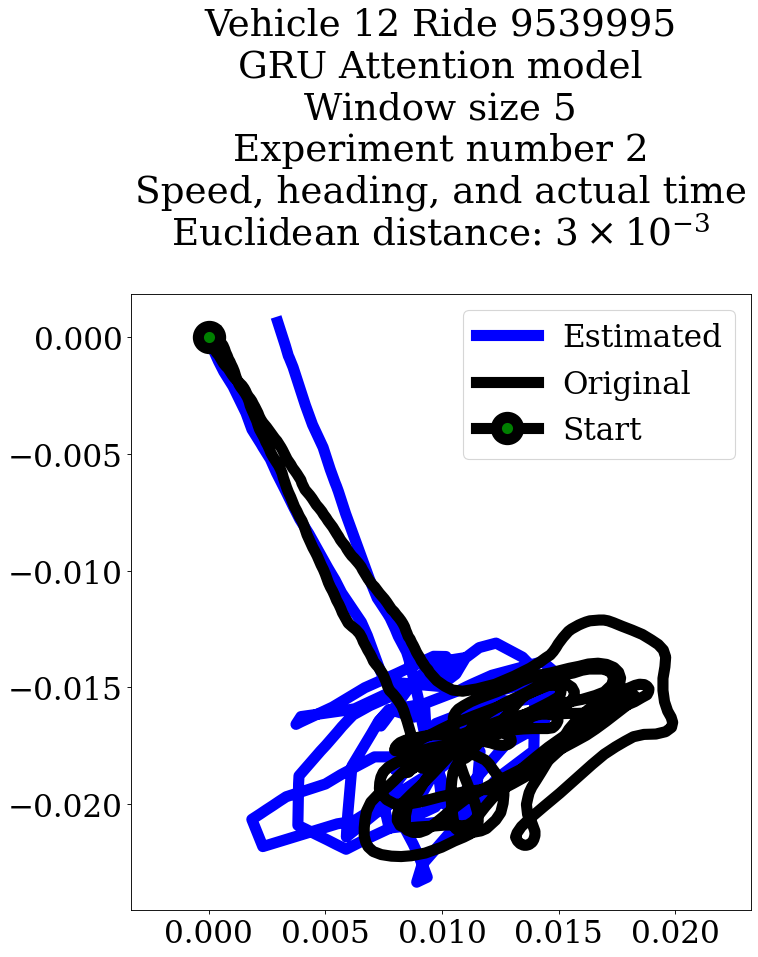 Vehicle 12 Ride 9539995
GRU Attention model
Window size 5
Experiment number 2
Speed, heading, and actual time
Euclidean distance: 3 × 10⁻³
Estimated
Original
Start
0.000
−0.005
−0.010
−0.015
−0.020
0.000 0.005 0.010 0.015 0.020